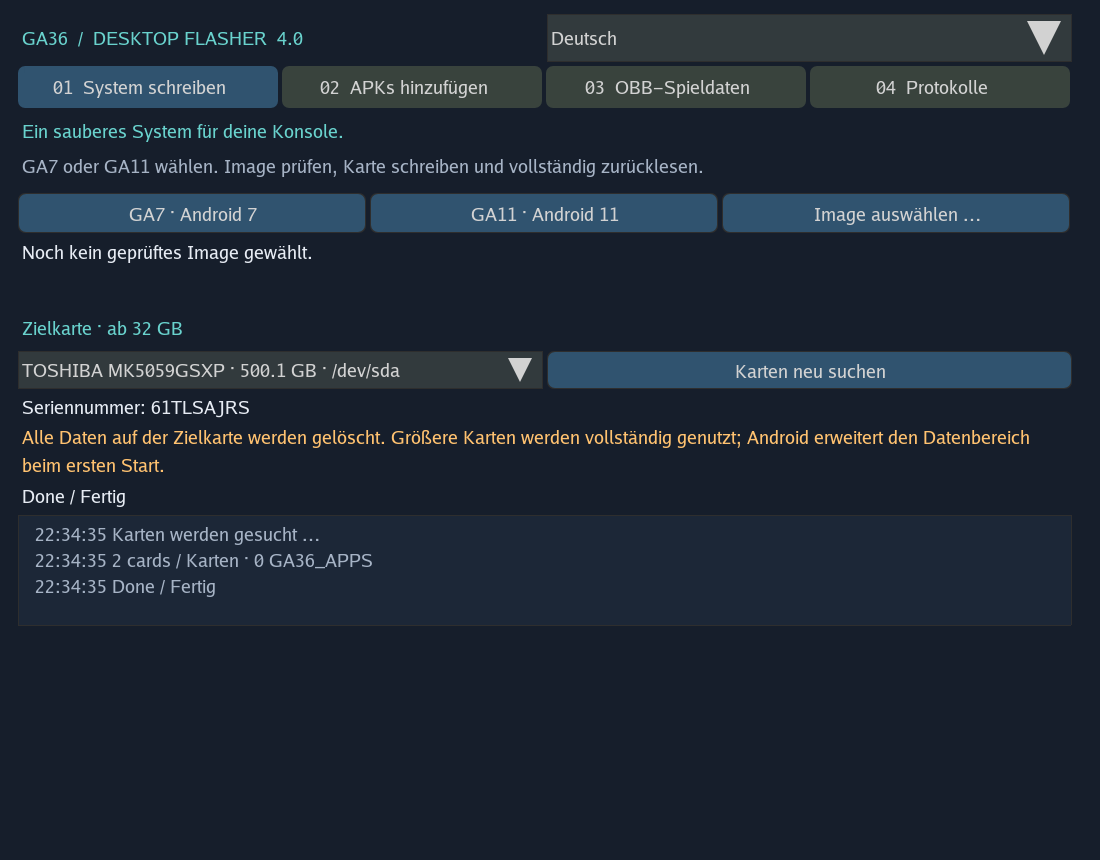 GA36 / DESKTOP FLASHER 4.0
Deutsch
01 System schreiben
02 APKs hinzufügen
03 OBB-Spieldaten
04 Protokolle
Ein sauberes System für deine Konsole.
GA7 oder GA11 wählen. Image prüfen, Karte schreiben und vollständig zurücklesen.
GA7 · Android 7
GA11 · Android 11
Image auswählen ...
Noch kein geprüftes Image gewählt.
Zielkarte · ab 32 GB
TOSHIBA MK5059GSXP · 500.1 GB · /dev/sda
Karten neu suchen
Seriennummer: 61TLSAJRS
Alle Daten auf der Zielkarte werden gelöscht. Größere Karten werden vollständig genutzt; Android erweitert den Datenbereich
beim ersten Start.
Done / Fertig
22:34:35 Karten werden gesucht ...
22:34:35 2 cards / Karten · 0 GA36_APPS
22:34:35 Done / Fertig